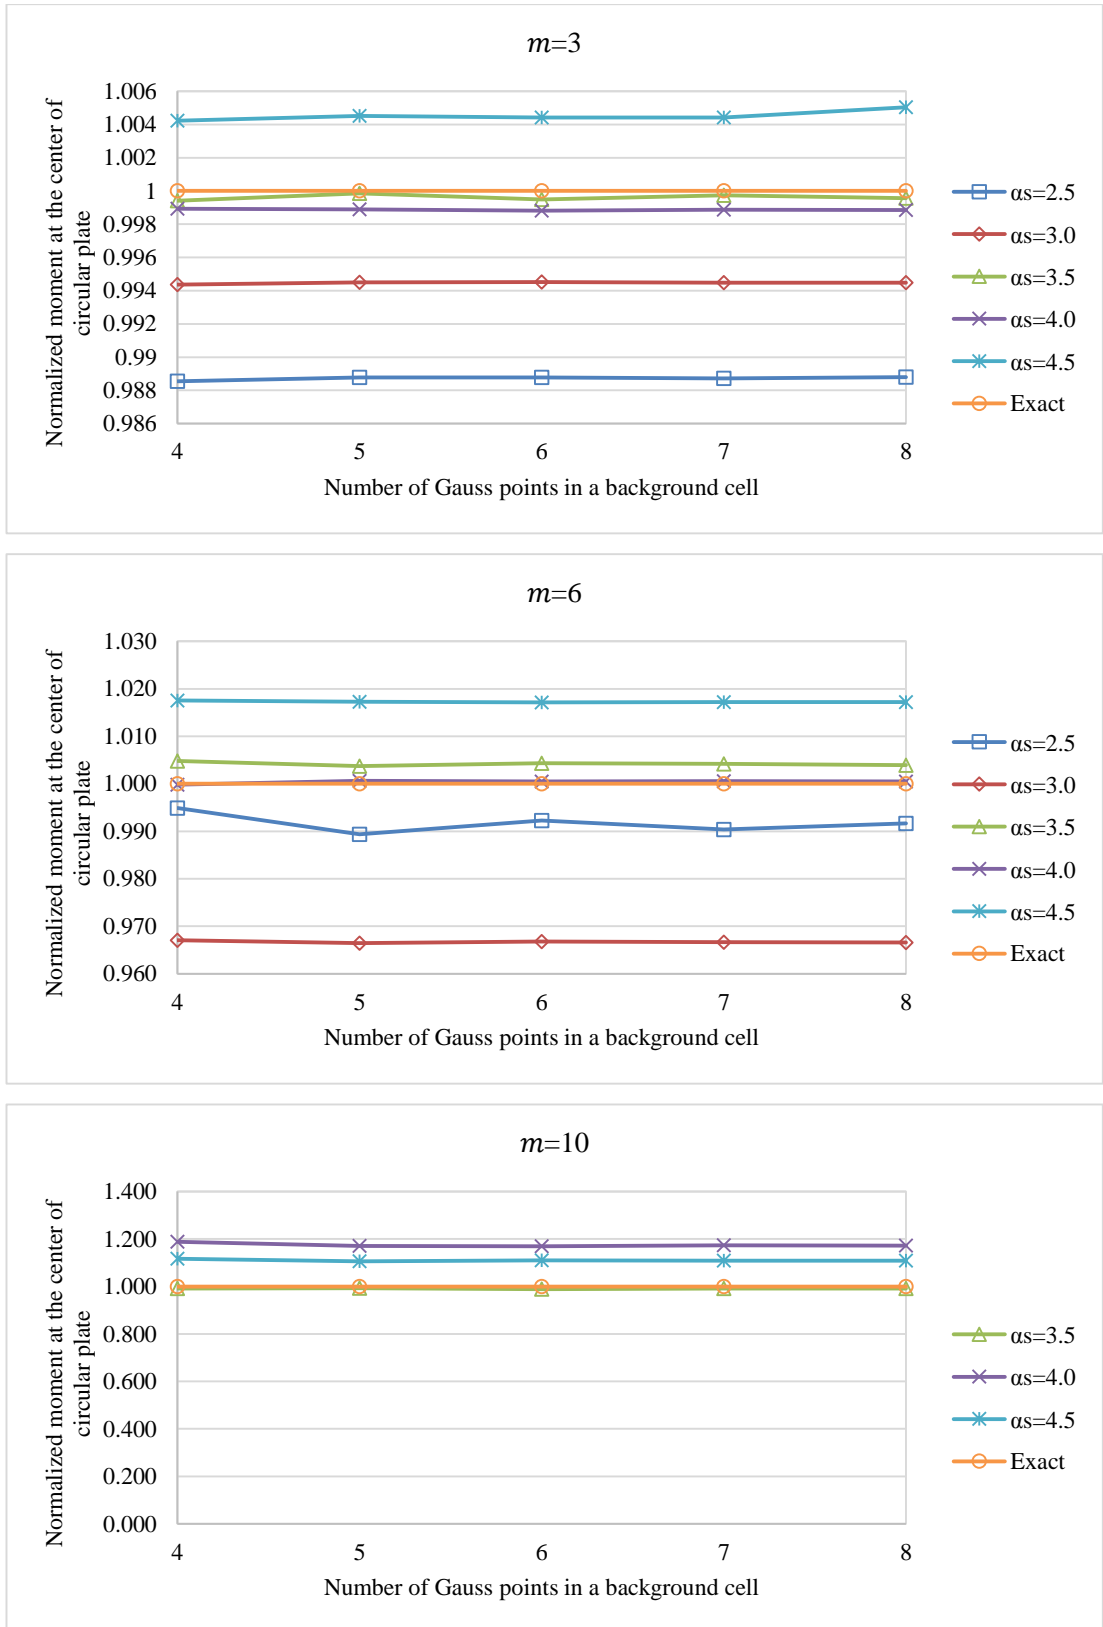 m=3
Normalized moment at the center of
circular plate
1.006
1.004
1.002
1
0.998
0.996
0.994
0.992
0.99
0.988
0.986
4 5 6 7 8
Number of Gauss points in a background cell
αs=2.5
αs=3.0
αs=3.5
αs=4.0
αs=4.5
Exact
m=6
Normalized moment at the center of
circular plate
1.030
1.020
1.010
1.000
0.990
0.980
0.970
0.960
4 5 6 7 8
Number of Gauss points in a background cell
αs=2.5
αs=3.0
αs=3.5
αs=4.0
αs=4.5
Exact
m=10
Normalized moment at the center of
circular plate
1.400
1.200
1.000
0.800
0.600
0.400
0.200
0.000
4 5 6 7 8
Number of Gauss points in a background cell
αs=3.5
αs=4.0
αs=4.5
Exact